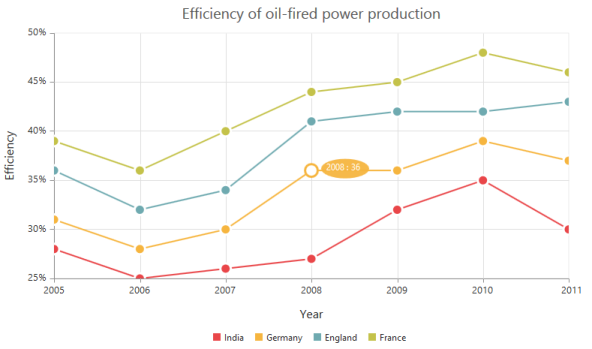 Efficiency of oil-fired power production
50%
45%
40%
35%
30%
25%
Efficiency
2008 : 36
2005 2006 2007 2008 2009 2010 2011
Year
India Germany England France